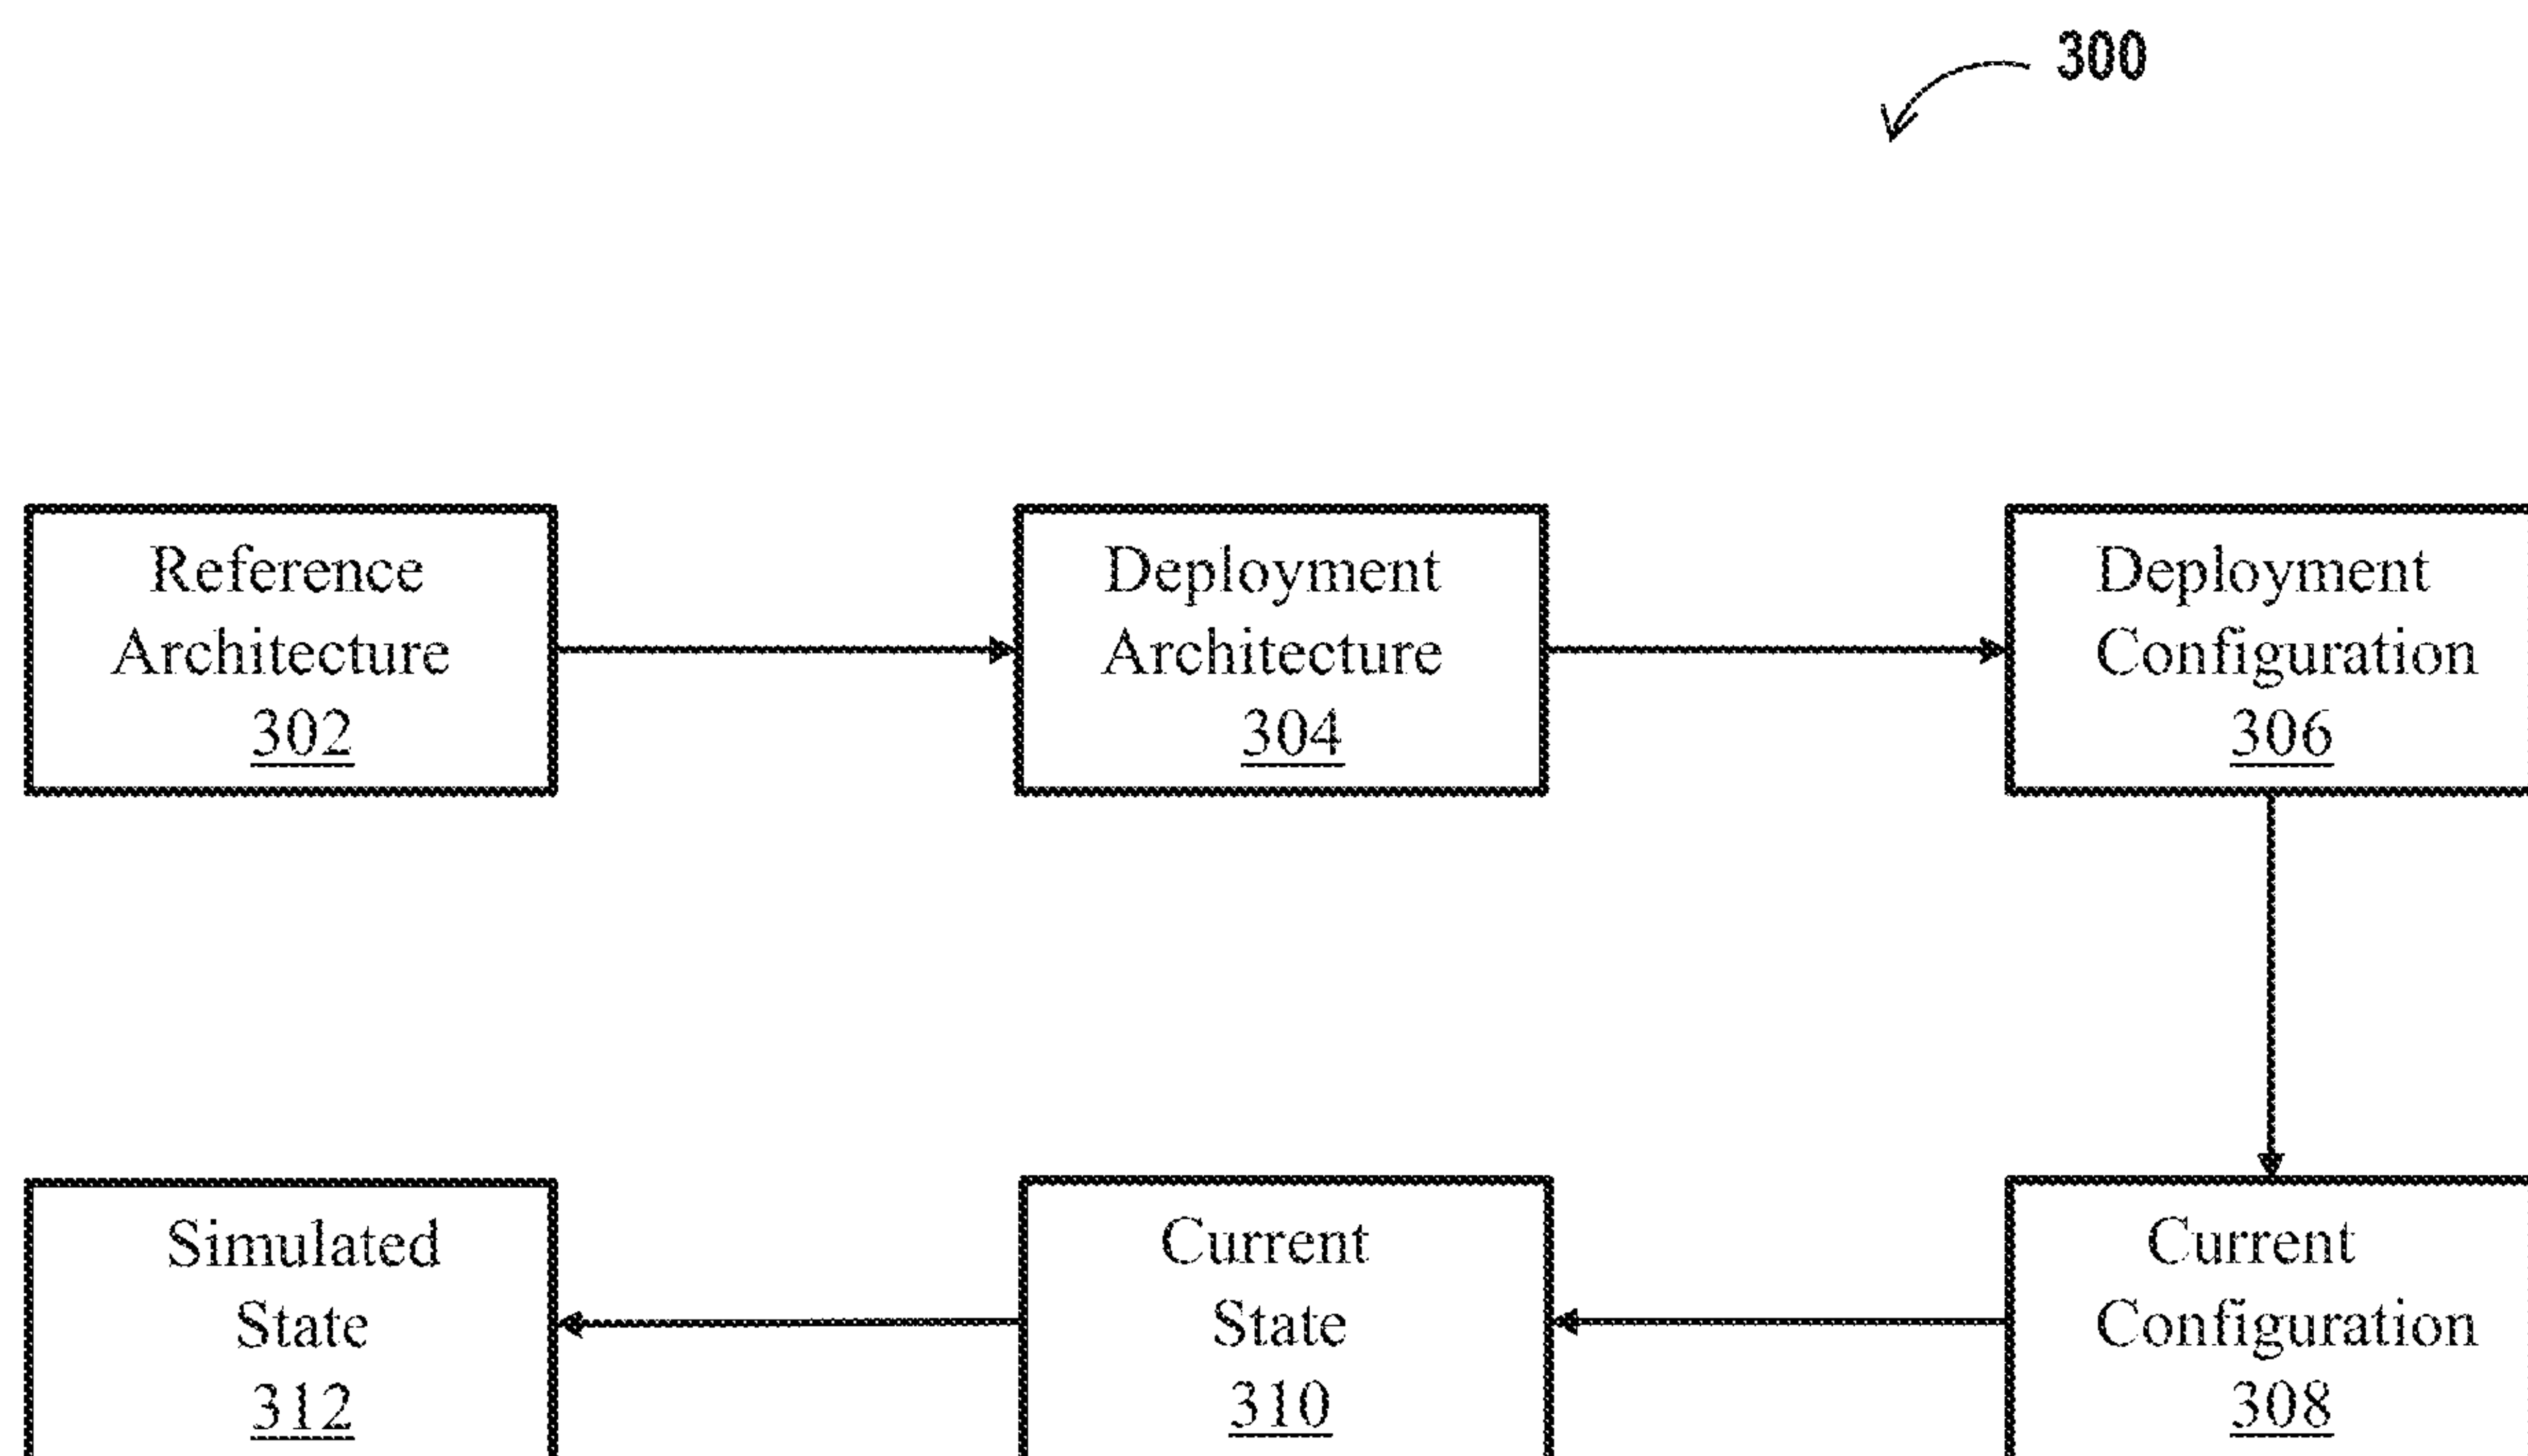 300
Reference
Architecture
302
Deployment
Architecture
304
Deployment
Configuration
306
Simulated
State
312
Current
State
310
Current
Configuration
308